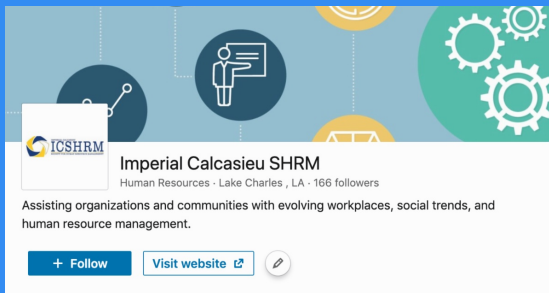 ICSHRM
Imperial Calcasieu SHRM
Human Resources · Lake Charles , LA · 166 followers
Assisting organizations and communities with evolving workplaces, social trends, and
human resource management.
+ Follow
Visit website